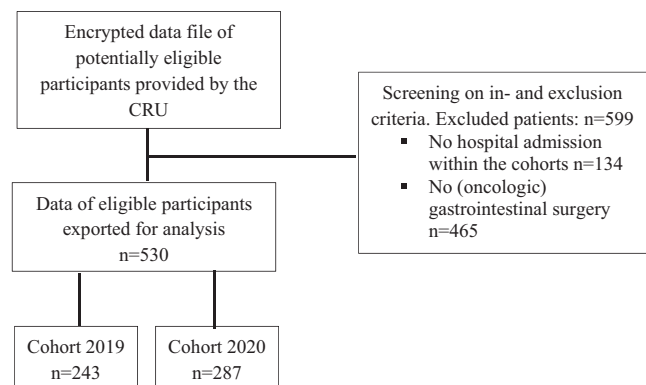 Encrypted data file of
potentially eligible
participants provided by the
CRU
Screening on in- and exclusion
criteria. Excluded patients: n=599
▪ No hospital admission
within the cohorts n=134
▪ No (oncologic)
gastrointestinal surgery
n=465
Data of eligible participants
exported for analysis
n=530
Cohort 2019
n=243
Cohort 2020
n=287